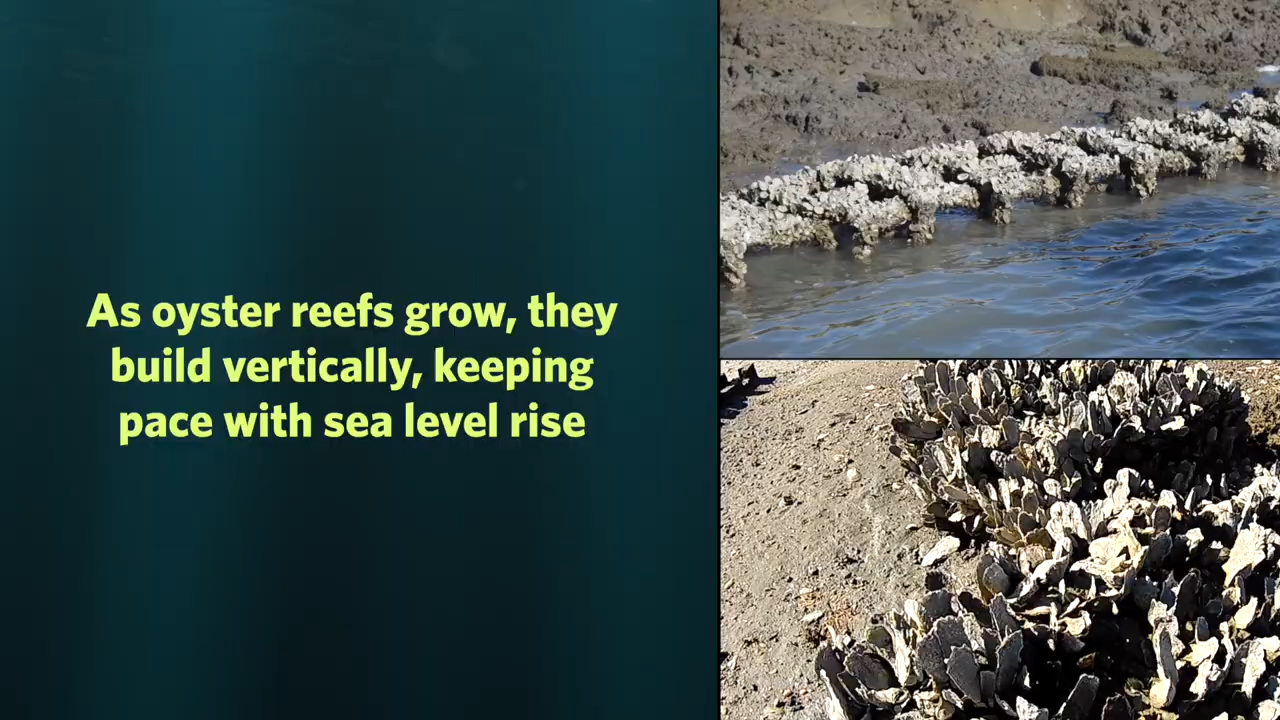 As oyster reefs grow, they
build vertically, keeping
pace with sea level rise